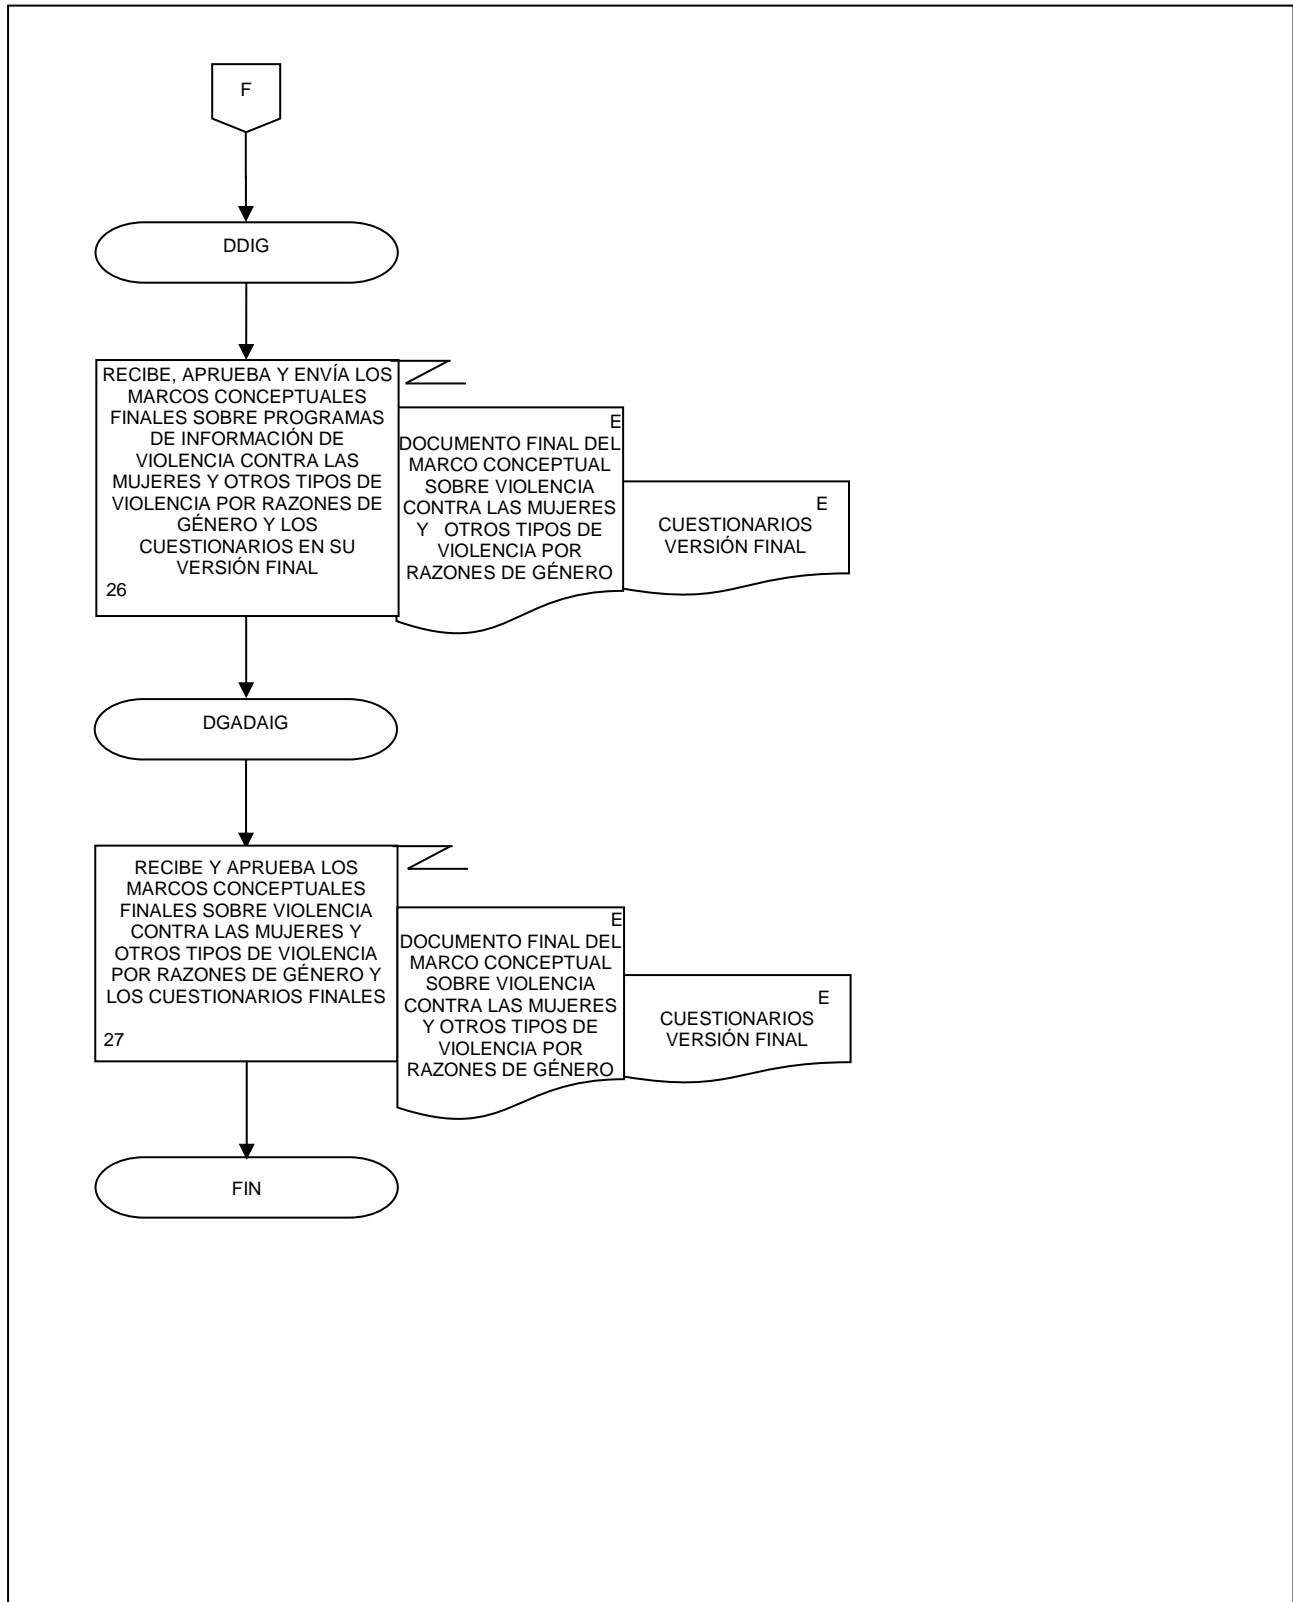 F
DDIG
RECIBE, APRUEBA Y ENVÍA LOS
MARCOS CONCEPTUALES
FINALES SOBRE PROGRAMAS
DE INFORMACIÓN DE
VIOLENCIA CONTRA LAS
MUJERES Y OTROS TIPOS DE
VIOLENCIA POR RAZONES DE
GÉNERO Y LOS
CUESTIONARIOS EN SU
VERSIÓN FINAL
26
E
DOCUMENTO FINAL DEL
MARCO CONCEPTUAL
SOBRE VIOLENCIA
CONTRA LAS MUJERES
Y OTROS TIPOS DE
VIOLENCIA POR
RAZONES DE GÉNERO
E
CUESTIONARIOS
VERSIÓN FINAL
DGADAIG
RECIBE Y APRUEBA LOS
MARCOS CONCEPTUALES
FINALES SOBRE VIOLENCIA
CONTRA LAS MUJERES Y
OTROS TIPOS DE VIOLENCIA
POR RAZONES DE GÉNERO Y
LOS CUESTIONARIOS FINALES
27
E
DOCUMENTO FINAL DEL
MARCO CONCEPTUAL
SOBRE VIOLENCIA
CONTRA LAS MUJERES
Y OTROS TIPOS DE
VIOLENCIA POR
RAZONES DE GÉNERO
E
CUESTIONARIOS
VERSIÓN FINAL
FIN